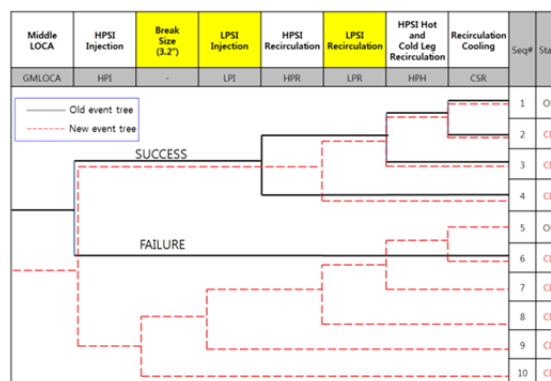 Middle
LOCA
HPSI
Injection
Break
Size
(3.2")
LPSI
Injection
HPSI
Recirculation
LPSI
Recirculation
HPSI Hot
and
Cold Leg
Recirculation
Recirculation
Cooling
Seq#
Sta
GMLOCA
HPI
-
LPI
HPR
LPR
HPH
CSR
Old event tree
New event tree
SUCCESS
FAILURE
1
2
3
4
5
6
7
8
9
10